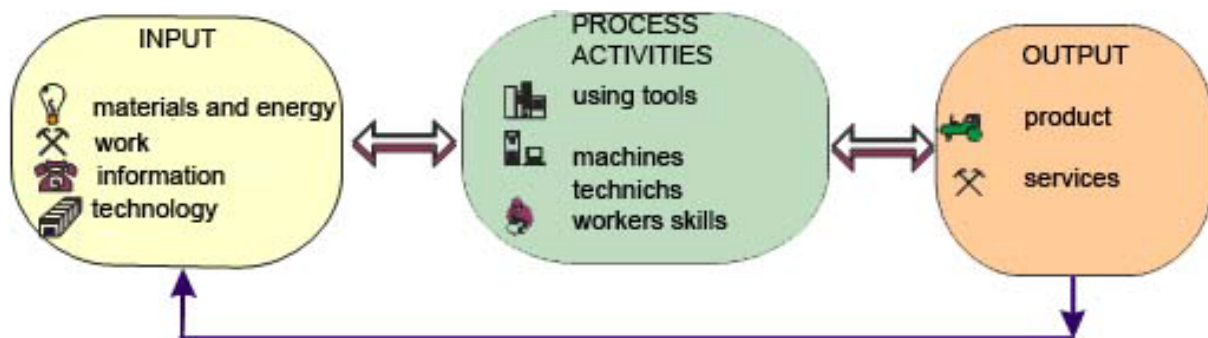 INPUT
materials and energy
work
information
technology
PROCESS
ACTIVITIES
using tools
machines
technichs
workers skills
OUTPUT
product
services